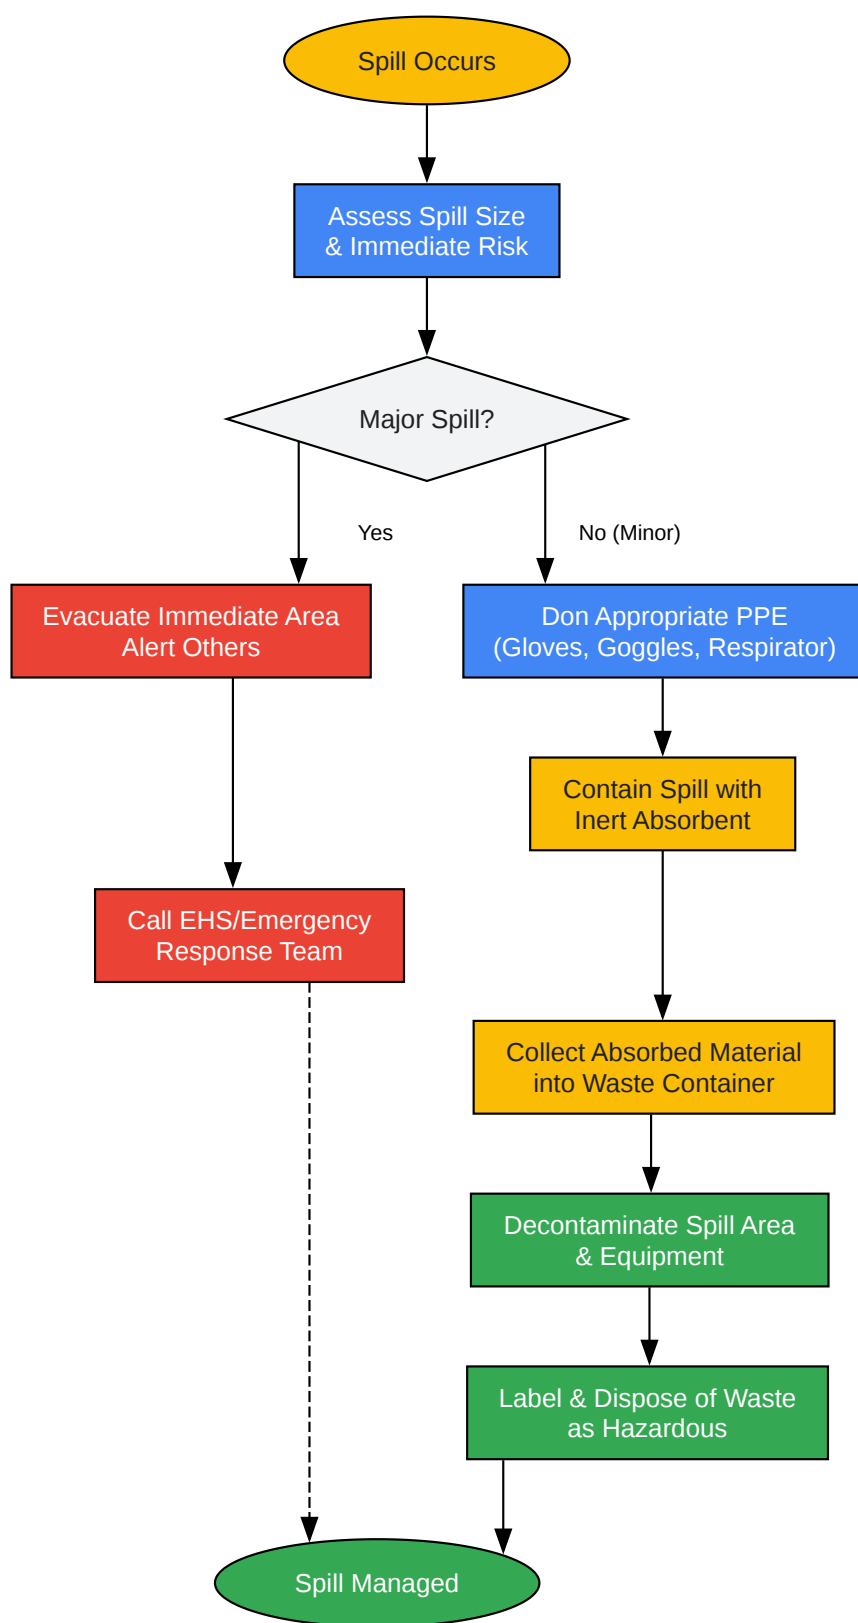 Spill Occurs
Assess Spill Size
& Immediate Risk
Major Spill?
Yes
No (Minor)
Evacuate Immediate Area
Alert Others
Don Appropriate PPE
(Gloves, Goggles, Respirator)
Contain Spill with
Inert Absorbent
Call EHS/Emergency
Response Team
Collect Absorbed Material
into Waste Container
Decontaminate Spill Area
& Equipment
Label & Dispose of Waste
as Hazardous
Spill Managed